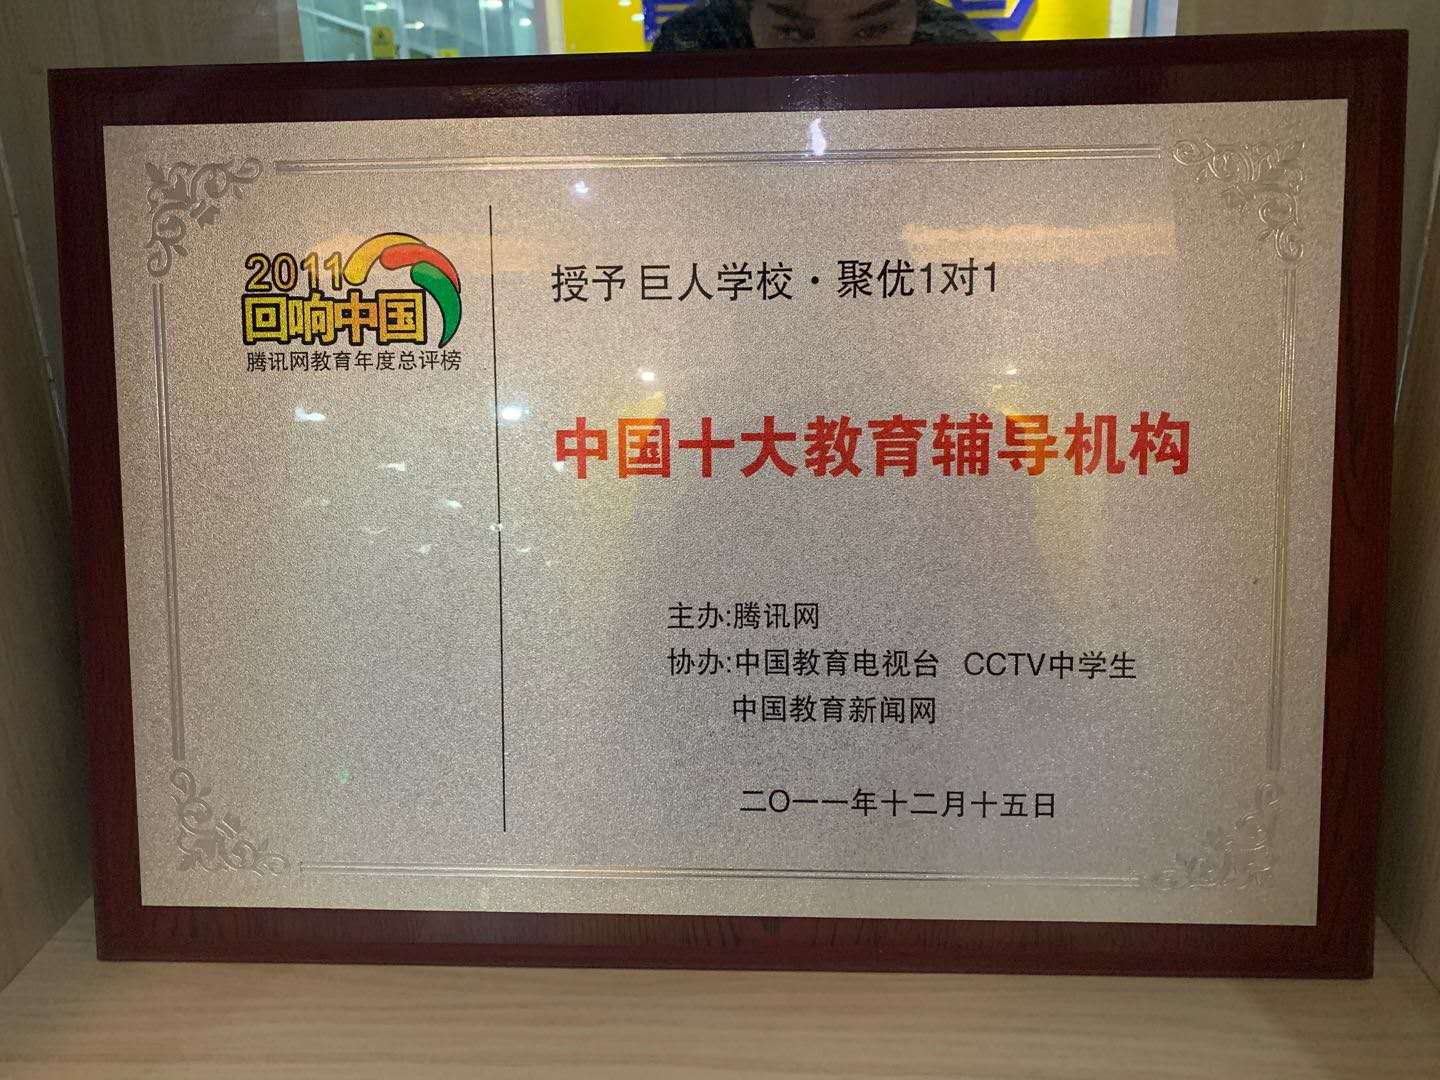 2011
回响中国
腾讯网教育年度总评榜
授予 巨人学校·聚优1对1
中国十大教育辅导机构
主办:腾讯网
协办:中国教育电视台 CCTV中学生
中国教育新闻网
二〇一一年十二月十五日